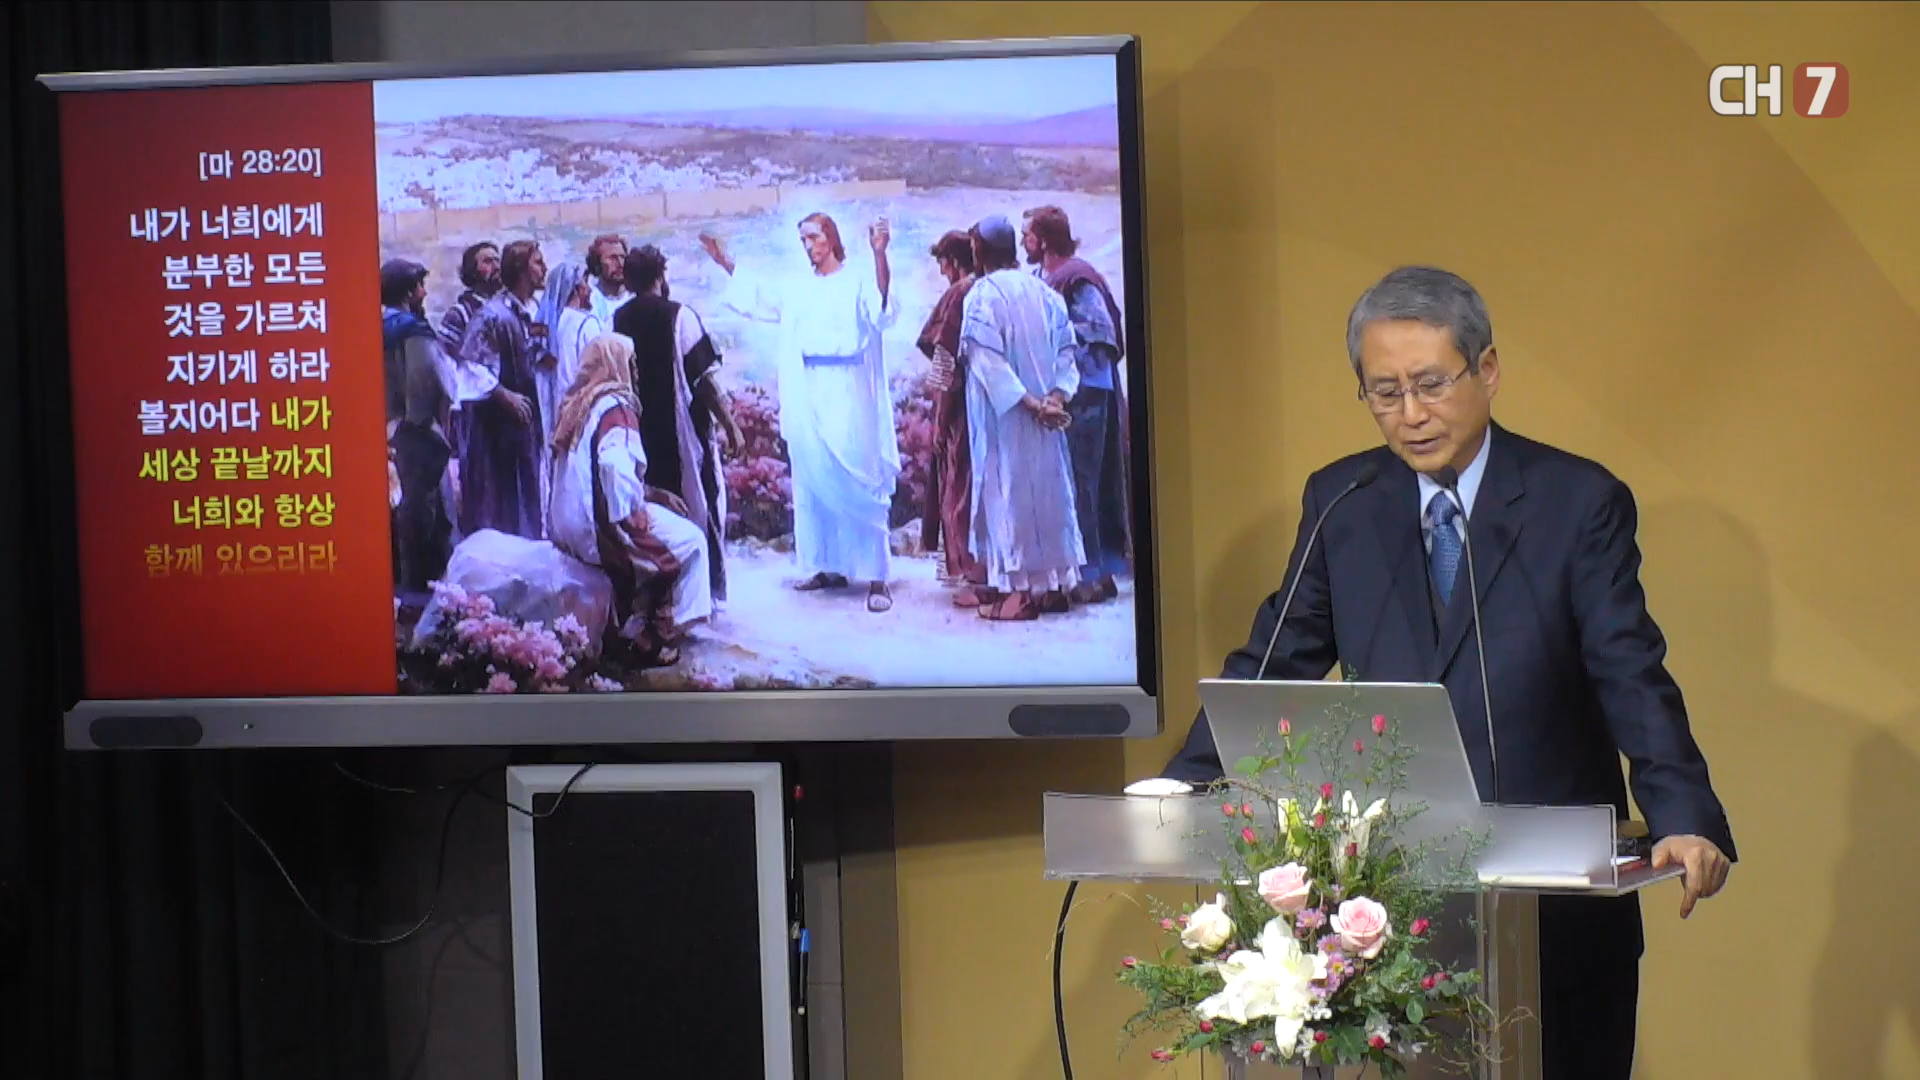 [마 28:20]
내가 너희에게
분부한 모든
것을 가르쳐
지키게 하라
볼지어다 내가
세상 끝날까지
너희와 항상
함께 있으리라
CH 7